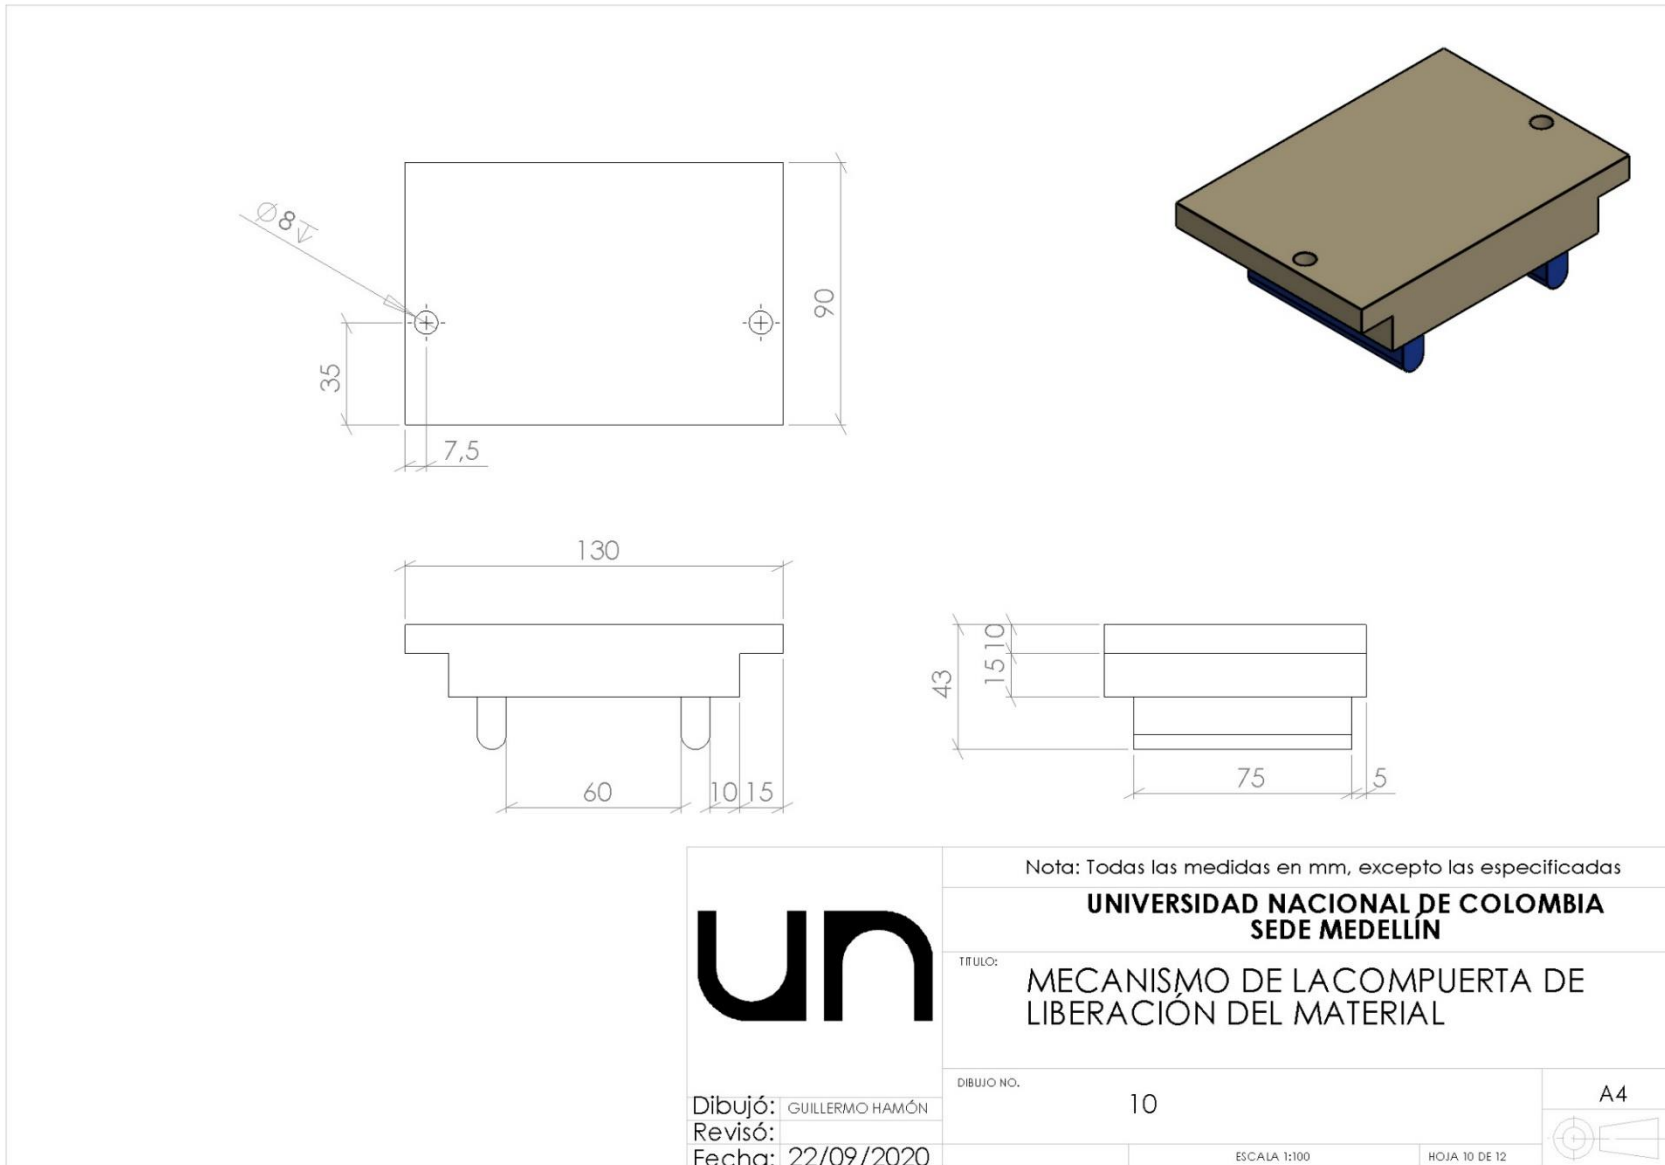 Ø8↧
90
35
7,5
130
60
10
15
43
10
15
75
5
un
Nota: Todas las medidas en mm, excepto las especificadas
UNIVERSIDAD NACIONAL DE COLOMBIA
SEDE MEDELLÍN
TITULO:
MECANISMO DE LACOMPUERTA DE
LIBERACIÓN DEL MATERIAL
DIBUJO NO.
10
A4
Dibujó: GUILLERMO HAMÓN
Revisó:
Fecha: 22/09/2020
ESCALA 1:100
HOJA 10 DE 12